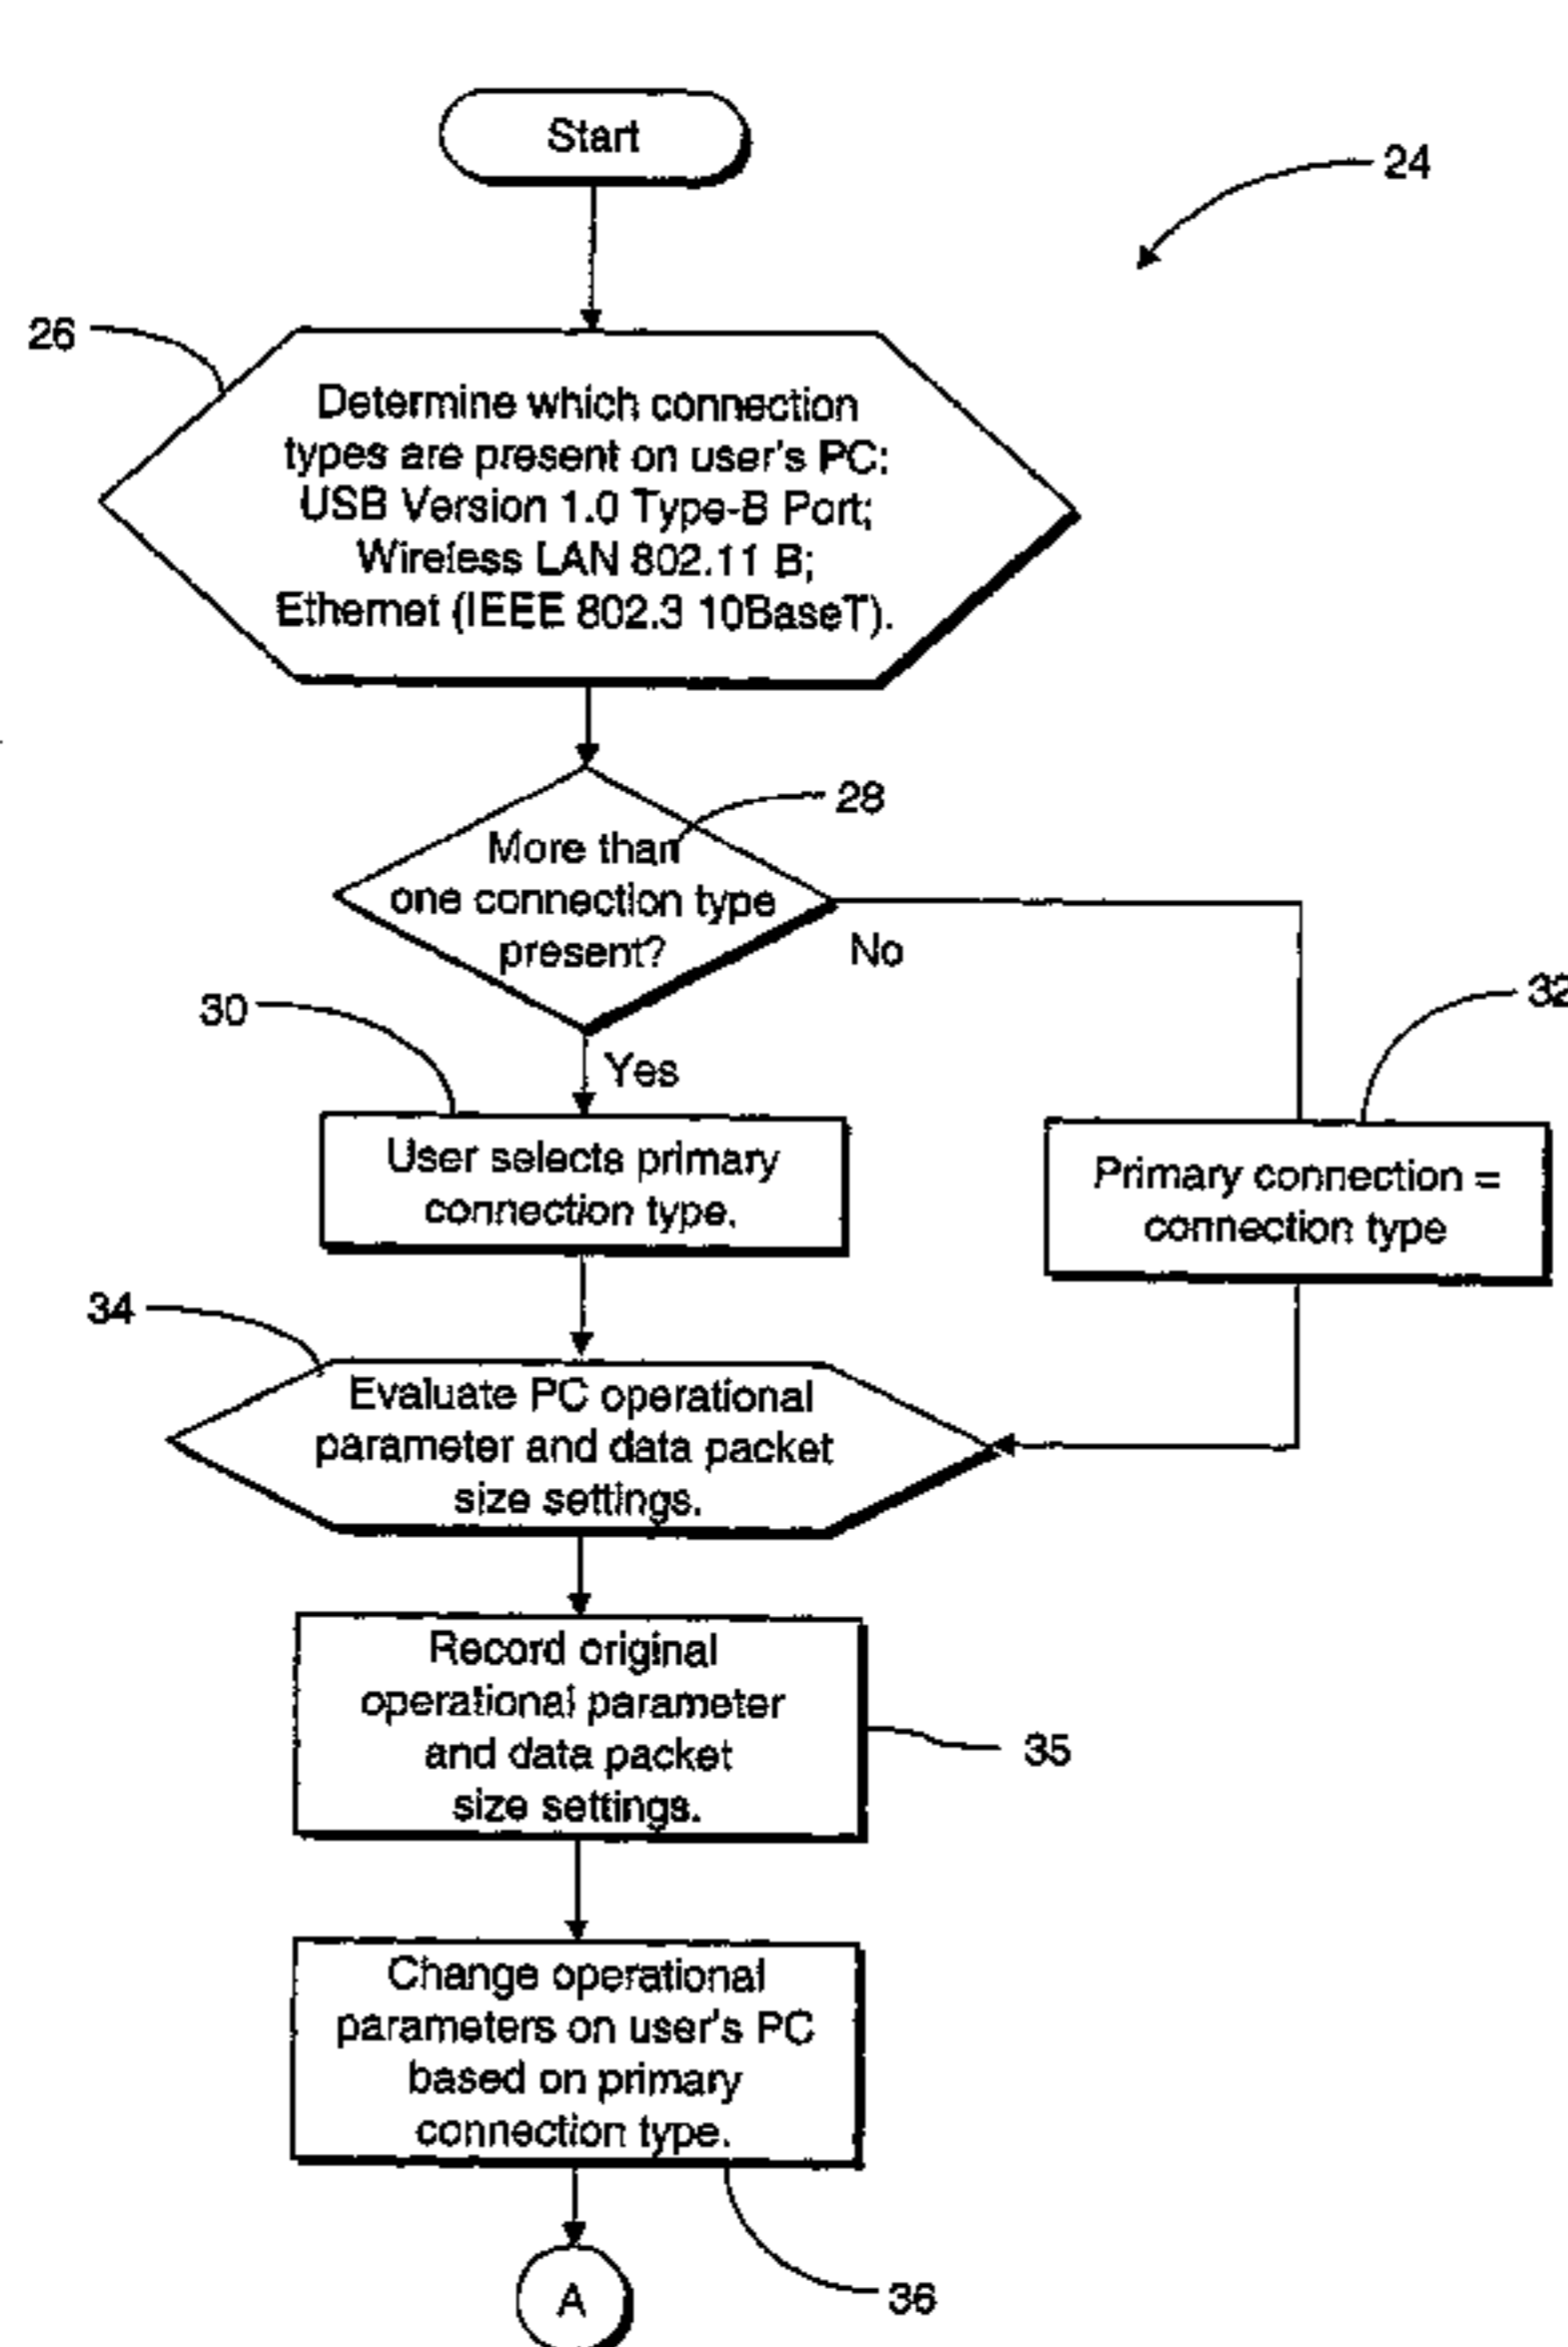 Start
24
26
Determine which connection
types are present on user's PC:
USB Version 1.0 Type-B Port;
Wireless LAN 802.11 B;
Ethernet (IEEE 802.3 10BaseT).
28
More than
one connection type
present?
No
30
32
Yes
User selects primary
connection type.
Primary connection =
connection type
34
Evaluate PC operational
parameter and data packet
size settings.
Record original
operational parameter
and data packet
size settings.
35
Change operational
parameters on user's PC
based on primary
connection type.
A
36